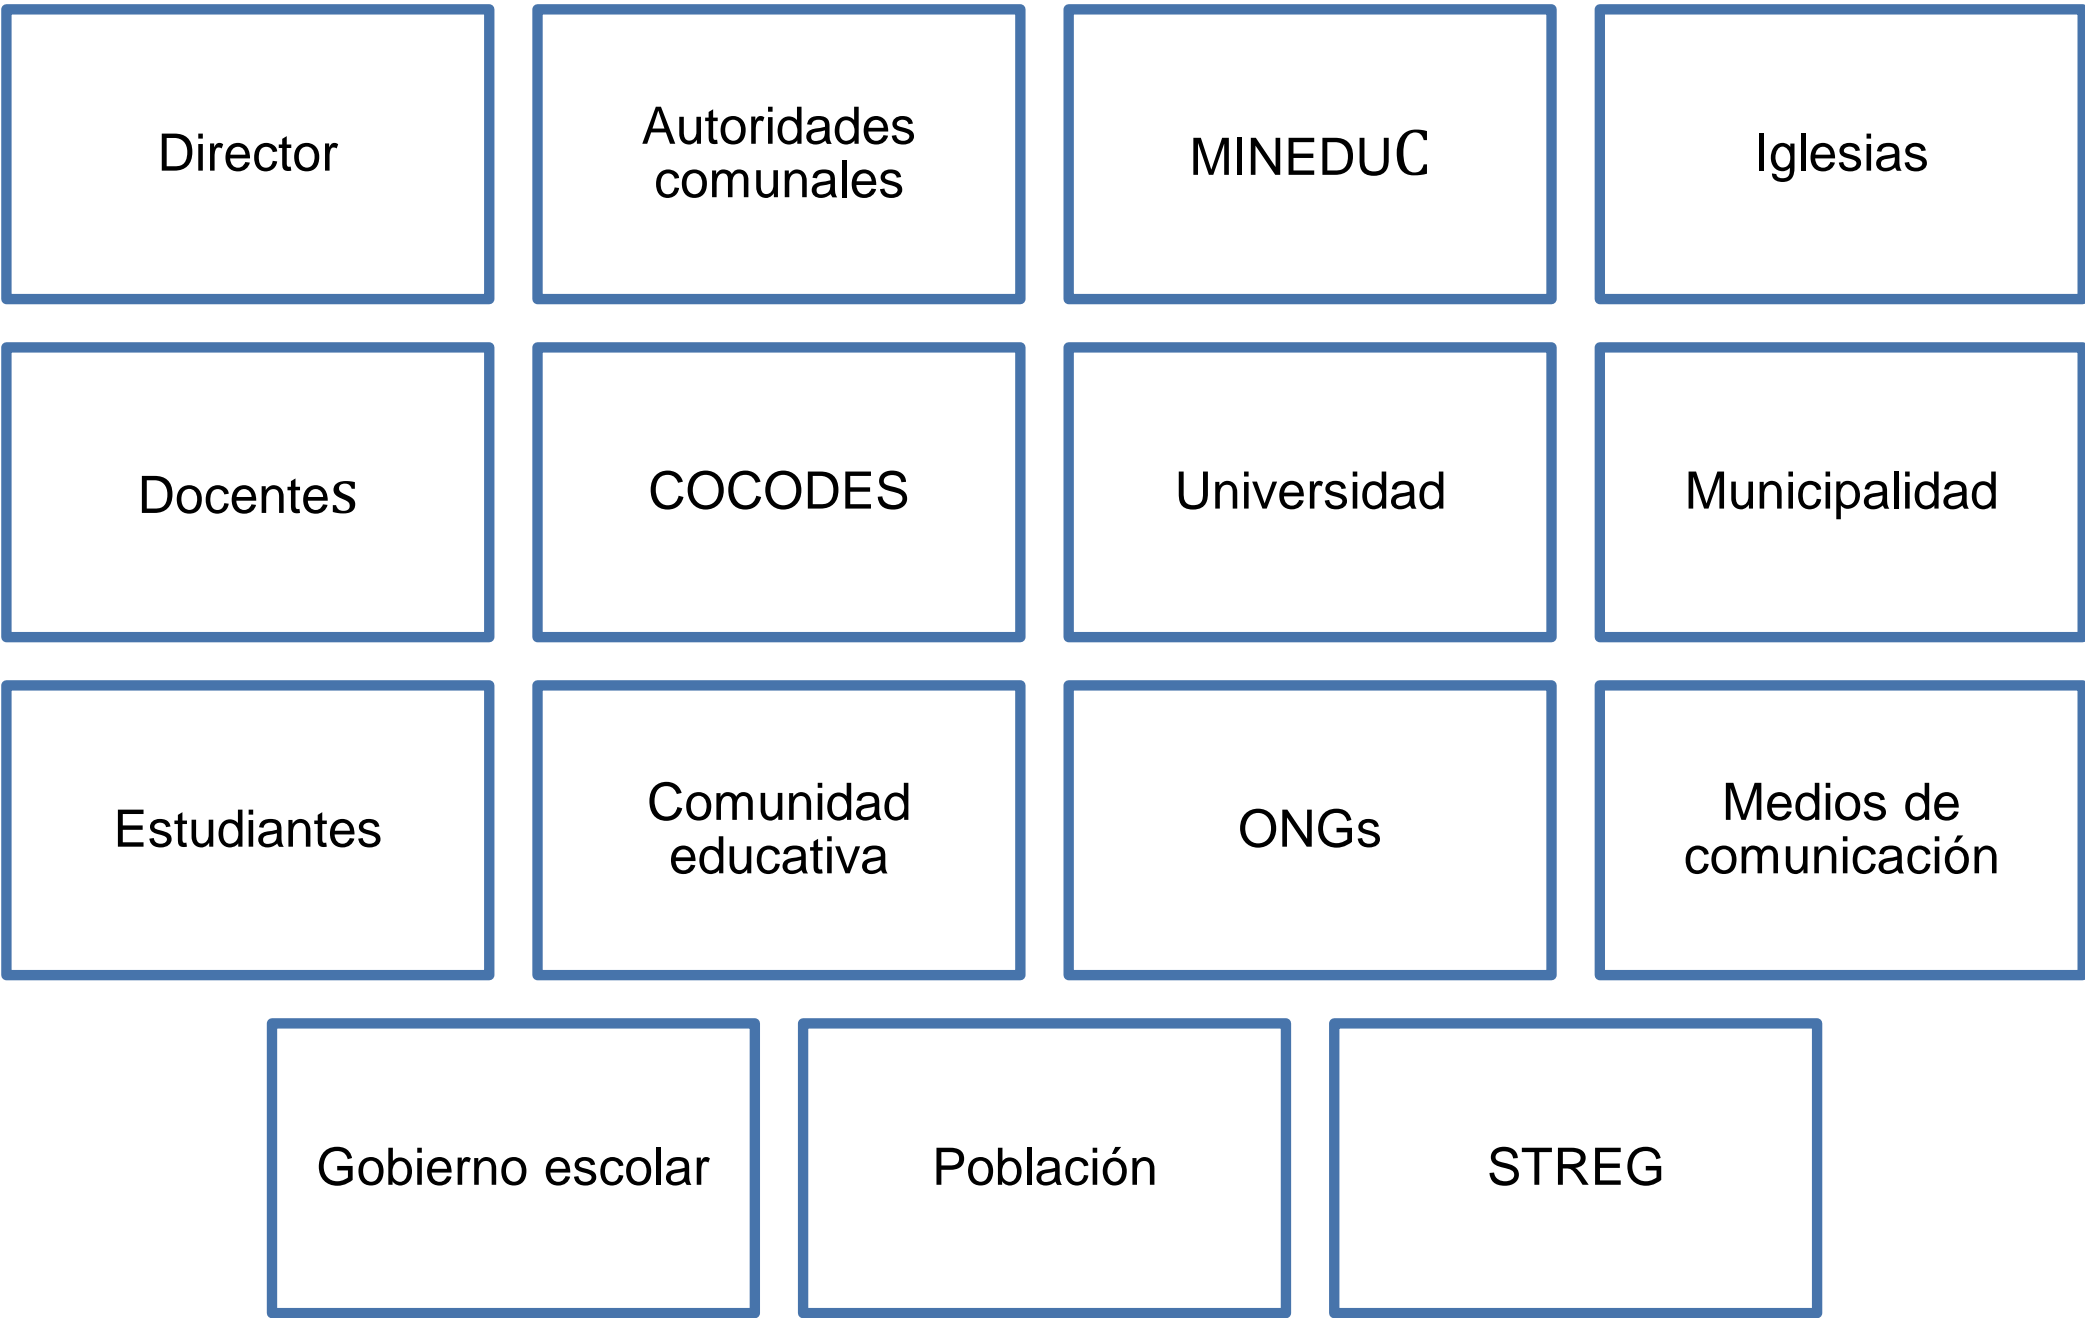 Director
Autoridades
comunales
MINEDUC
Iglesias
Docentes
COCODES
Universidad
Municipalidad
Estudiantes
Comunidad
educativa
ONGs
Medios de
comunicación
Gobierno escolar
Población
STREG